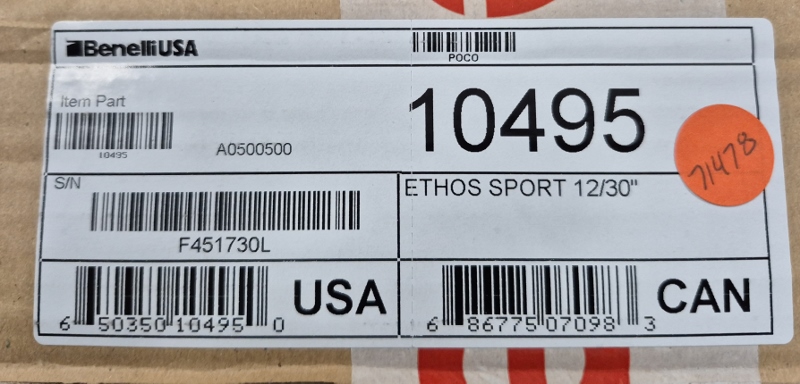 BenelliUSA
POCO
Item Part
10495
A0500500
10495
71478
S/N
F451730L
ETHOS SPORT 12/30"
6 50350 10495 0
USA
6 86775 07098 3
CAN